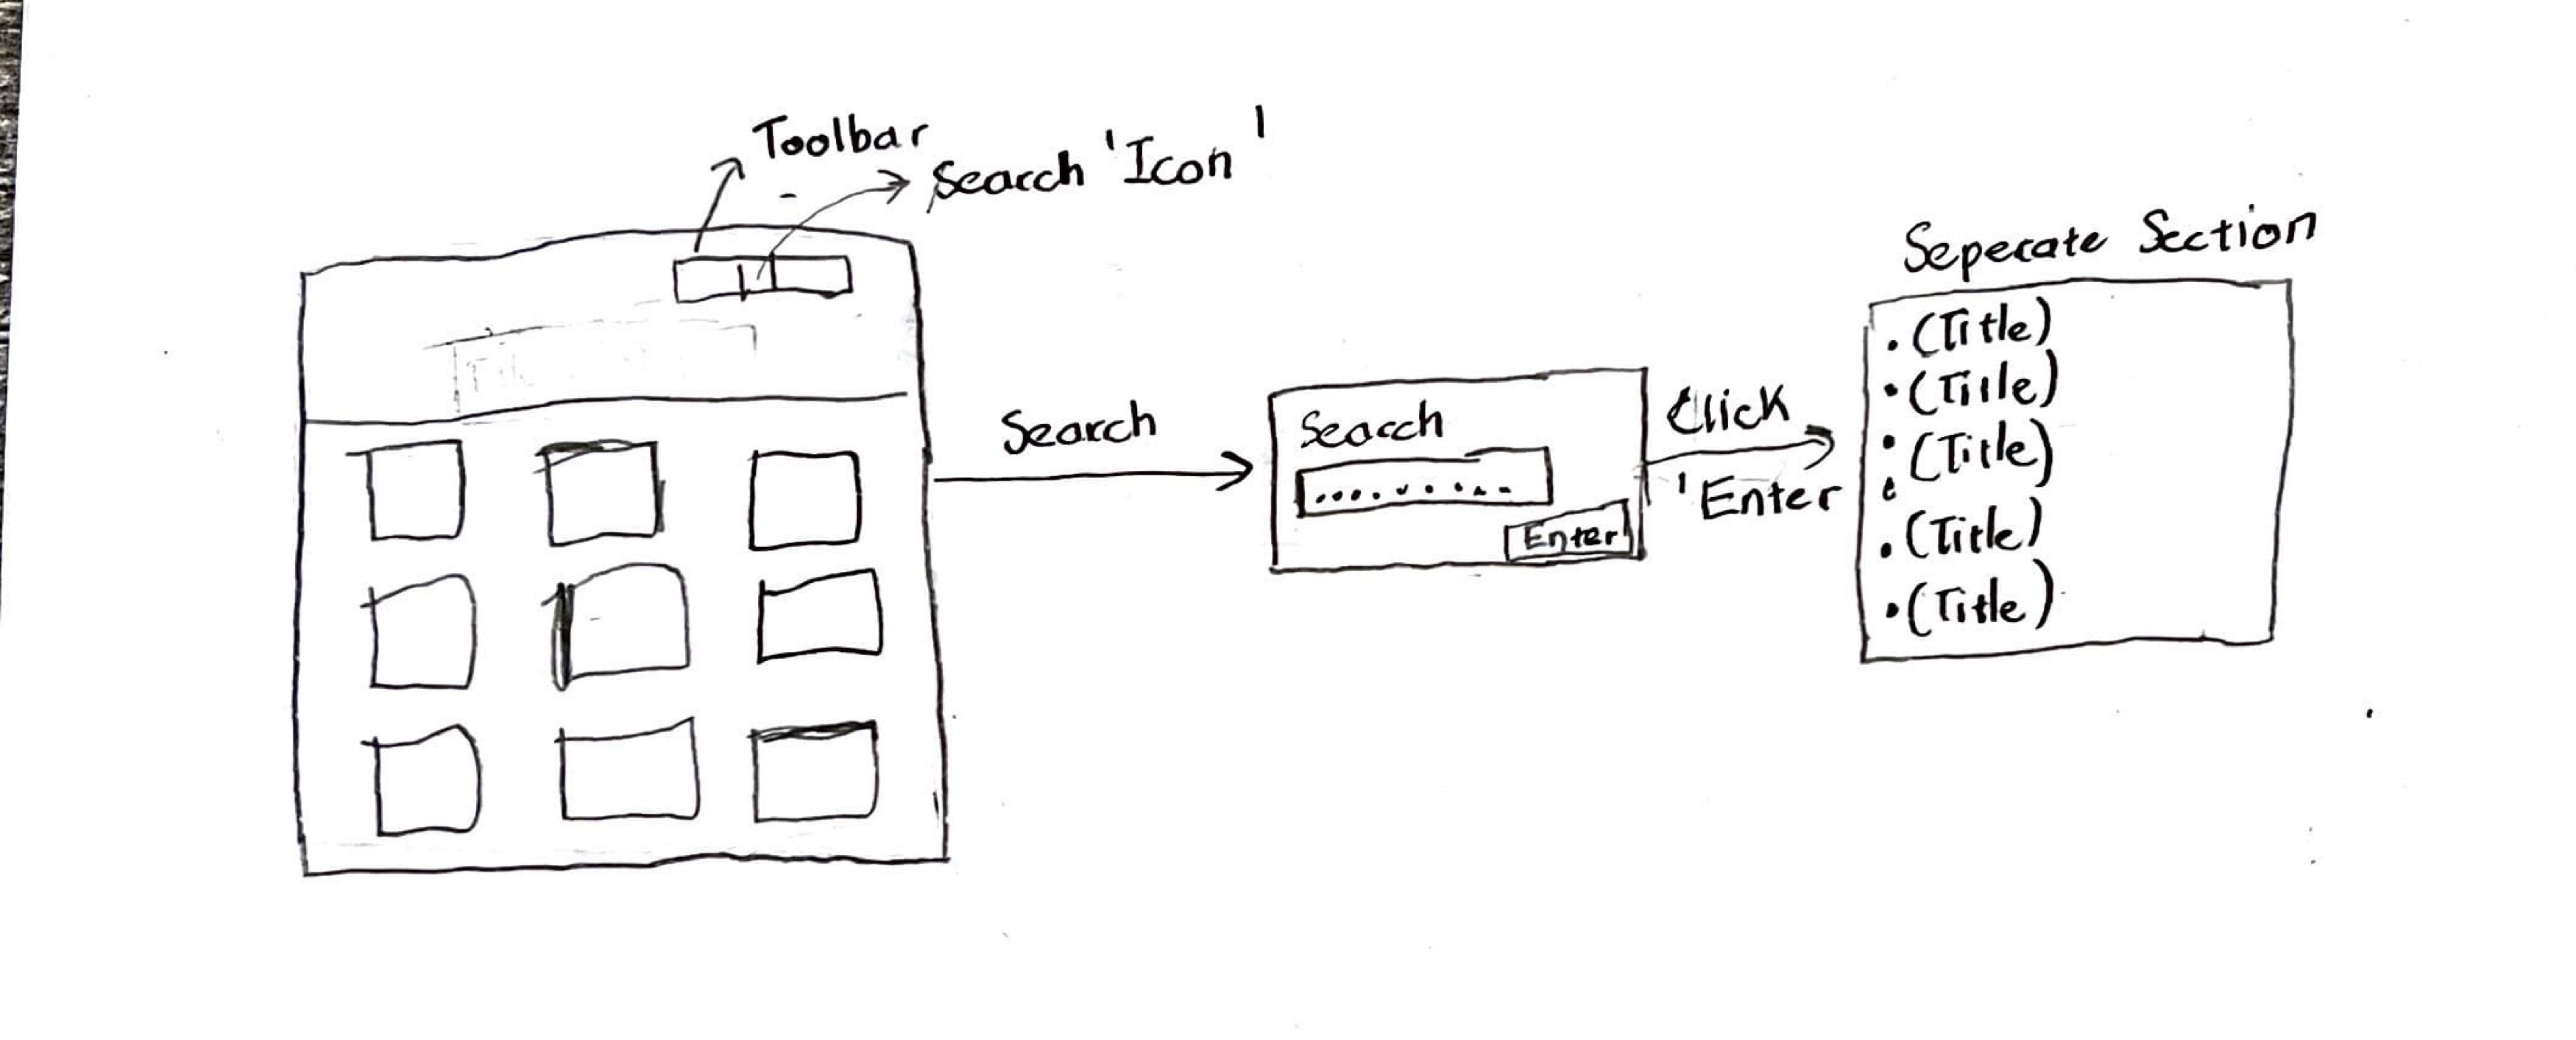 Toolbar
Search 'Icon'
Search
Search
Enter
Click
'Enter
Seperate Section
. (Title)
. (Title)
. (Title)
. (Title)
. (Title)